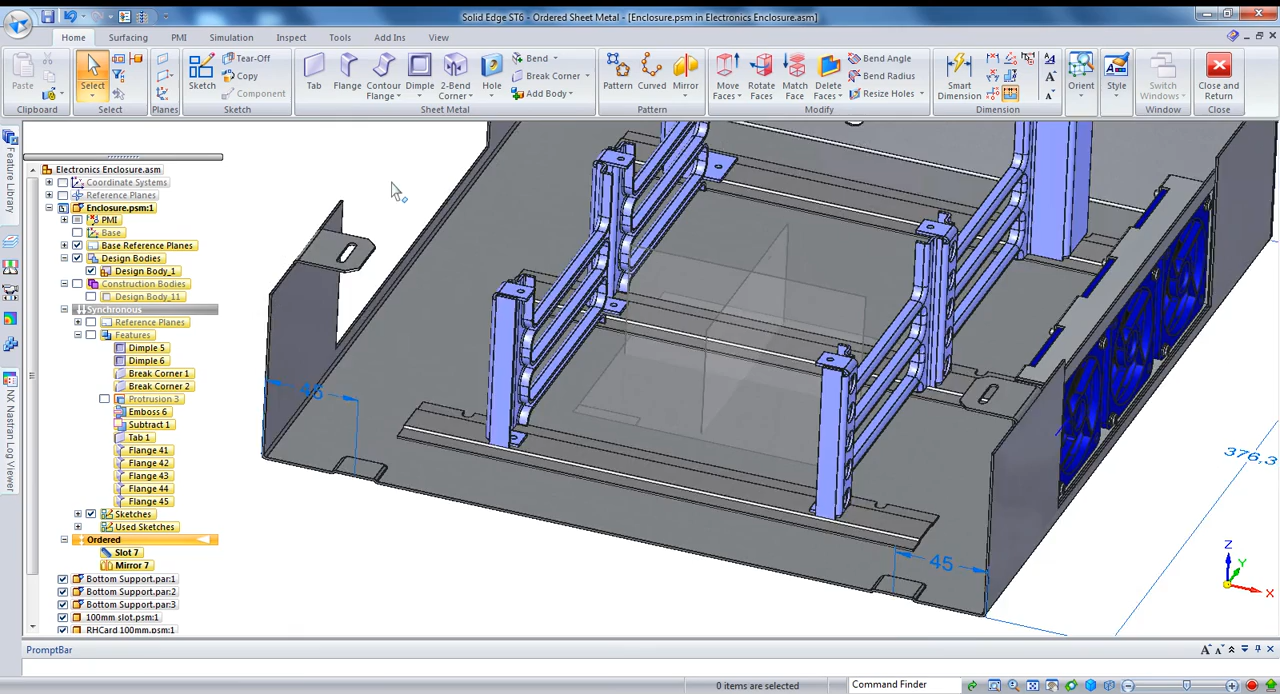 Solid Edge ST6 - Ordered Sheet Metal - [Enclosure.psm in Electronics Enclosure.asm]
Home Surfacing PMI Simulation Inspect Tools Add Ins View
Paste
Clipboard
Select
Select
Planes
Sketch
Tear-Off
Copy
Component
Sketch
Tab
Flange
Contour Flange
Dimple
2-Bend Corner
Hole
Bend
Break Corner
Add Body
Sheet Metal
Pattern
Curved
Mirror
Pattern
Move Faces
Rotate Faces
Match Face
Delete Faces
Bend Angle
Bend Radius
Resize Holes
Modify
Smart Dimension
Dimension
Orient
Style
Switch Windows
Window
Close and Return
Close
Feature Library
NX Nastran Log Viewer
Electronics Enclosure.asm
Coordinate Systems
Reference Planes
Enclosure.psm:1
PMI
Base
Base Reference Planes
Design Bodies
Design Body_1
Construction Bodies
Design Body_11
Synchronous
Reference Planes
Features
Dimple 5
Dimple 6
Break Corner 1
Break Corner 2
Protrusion 3
Emboss 6
Subtract 1
Tab 1
Flange 41
Flange 42
Flange 43
Flange 44
Flange 45
Sketches
Used Sketches
Ordered
Slot 7
Mirror 7
Bottom Support.par:1
Bottom Support.par:2
Bottom Support.par:3
100mm slot.psm:1
RHCard 100mm.psm:1
45
45
376,3
Z
Y
X
PromptBar
0 items are selected
Command Finder